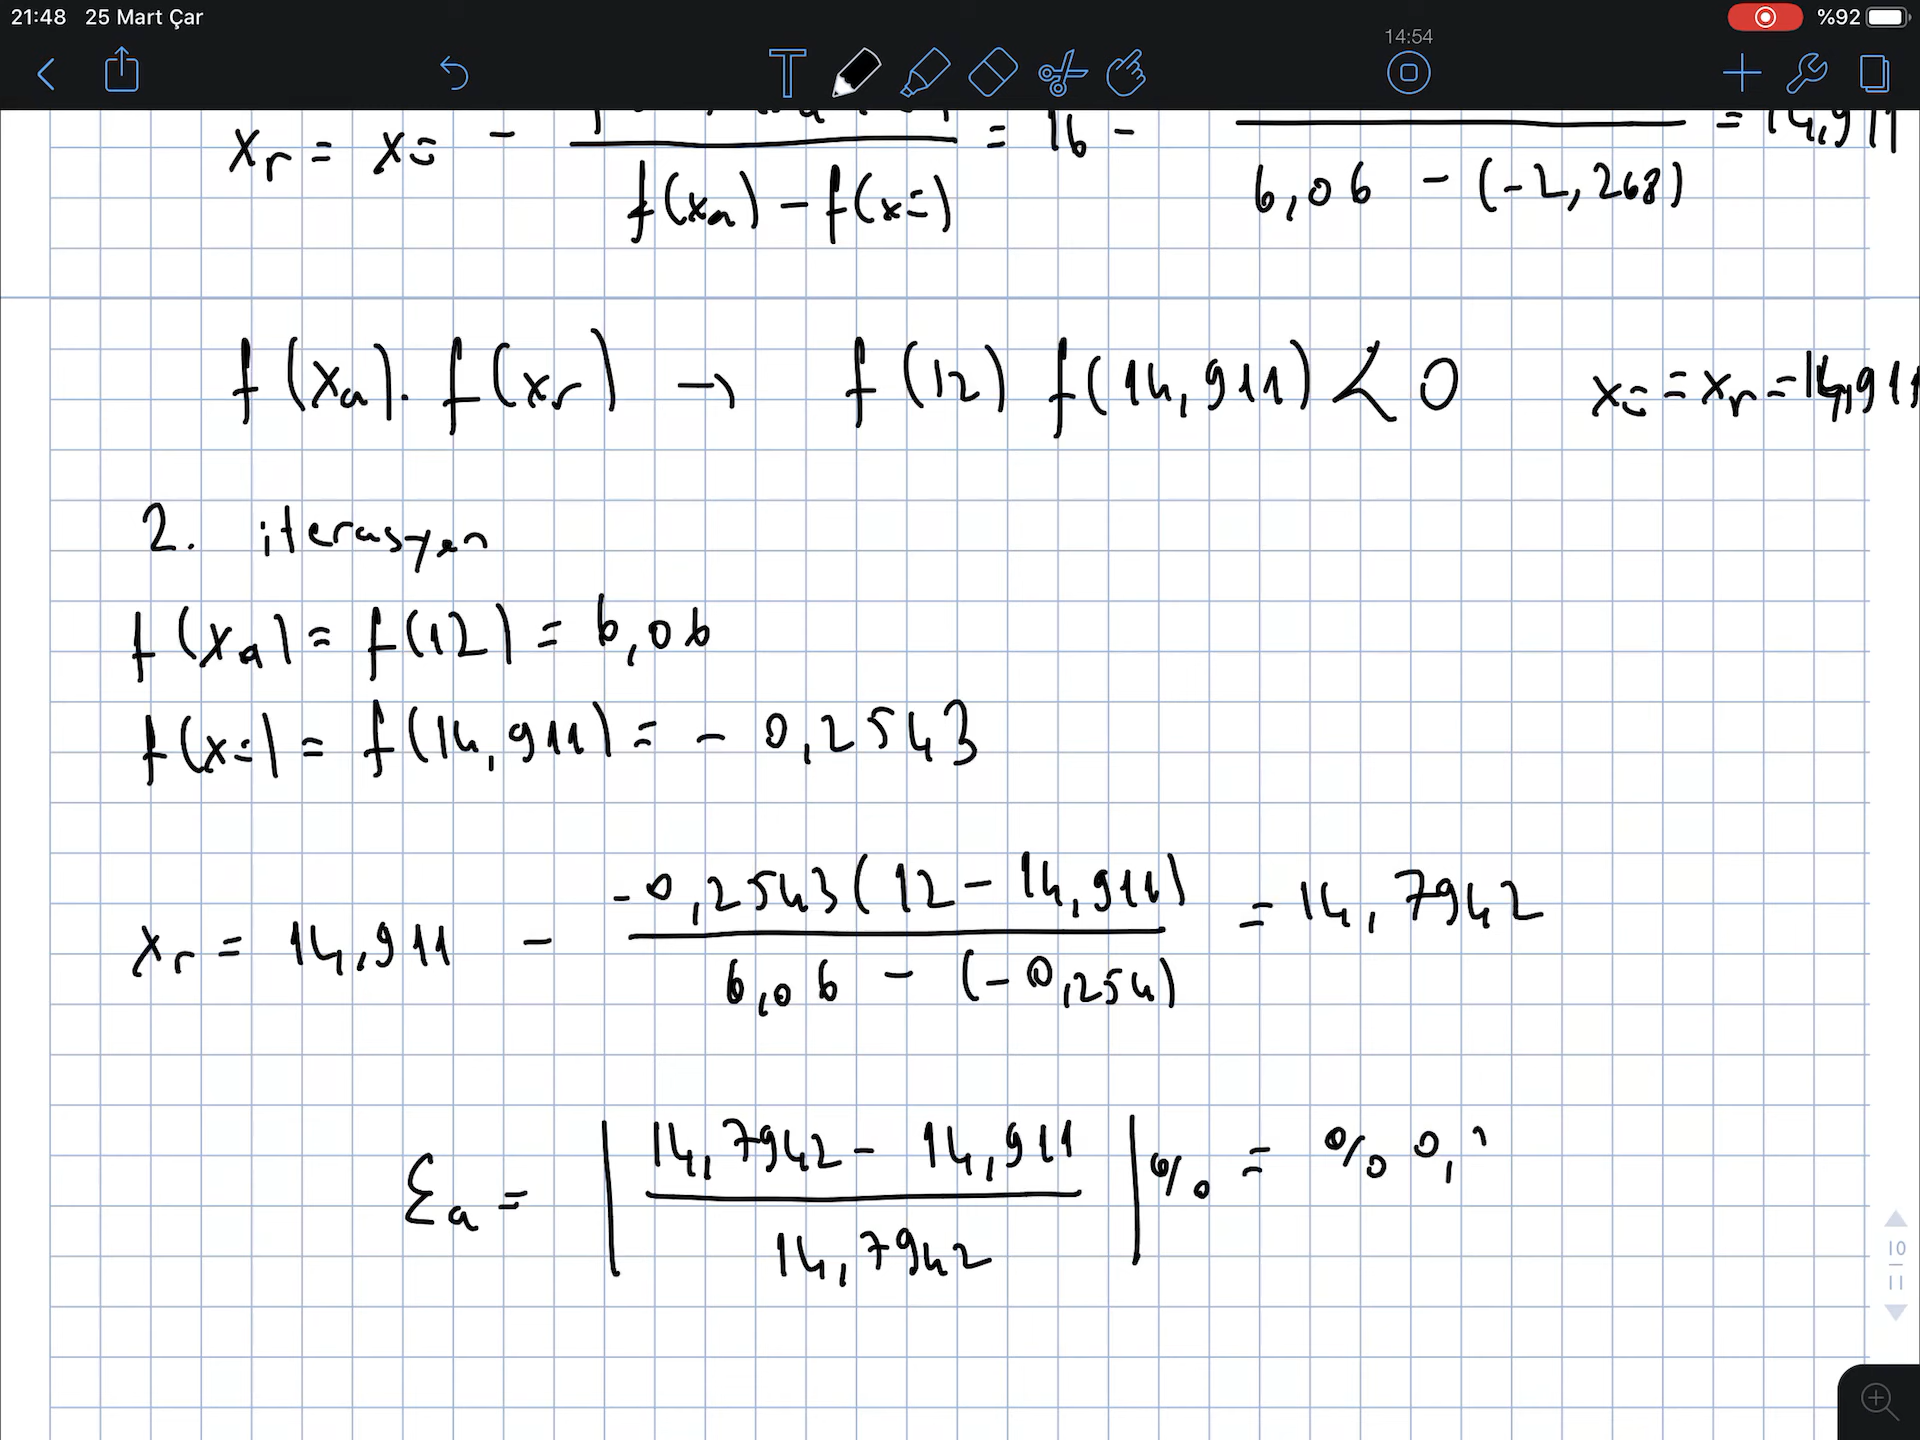 21:48 25 Mart Çar %92
14:54
xr = xü - = 16 - = 14,911
f(xa) - f(xü) 6,06 - (-2,268)
f(xa). f(xr) → f(12) f(14,911) < 0 xü = xr = 14,911
2. iterasyon
f(xa) = f(12) = 6,06
f(xü) = f(14,911) = - 0,2543
-0,2543(12 - 14,911)
xr = 14,911 - = 14,7942
6,06 - (-0,254)
14,7942 - 14,911
Ea = | |% = %0,
14,7942
10
11